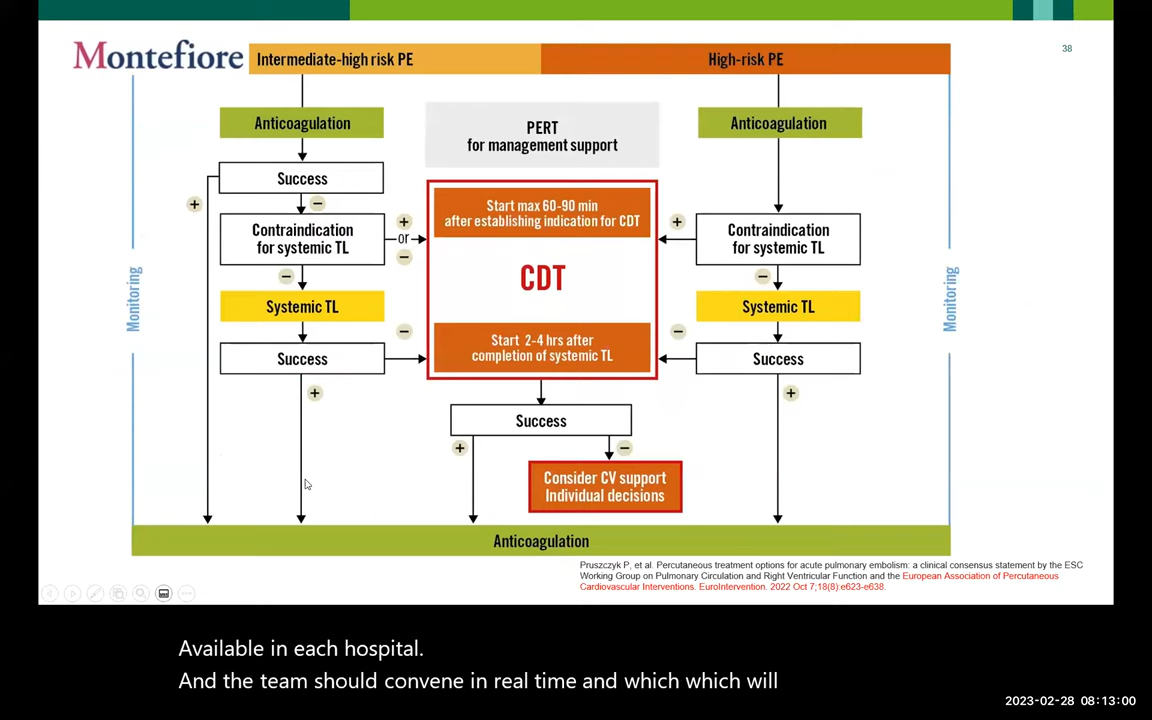 38
Montefiore
Intermediate-high risk PE
High-risk PE
Anticoagulation
PERT
for management support
Anticoagulation
Success
+
−
Contraindication
for systemic TL
+
or
−
Start max 60-90 min
after establishing indication for CDT
+
Contraindication
for systemic TL
CDT
Monitoring
Monitoring
−
−
Systemic TL
Systemic TL
−
Start 2-4 hrs after
completion of systemic TL
−
Success
Success
+
+
Success
+
−
Consider CV support
Individual decisions
Anticoagulation
Pruszczyk P, et al. Percutaneous treatment options for acute pulmonary embolism: a clinical consensus statement by the ESC
Working Group on Pulmonary Circulation and Right Ventricular Function and the European Association of Percutaneous
Cardiovascular Interventions. EuroIntervention. 2022 Oct 7;18(8):e623-e638.
Available in each hospital.
And the team should convene in real time and which which will
2023-02-28 08:13:00